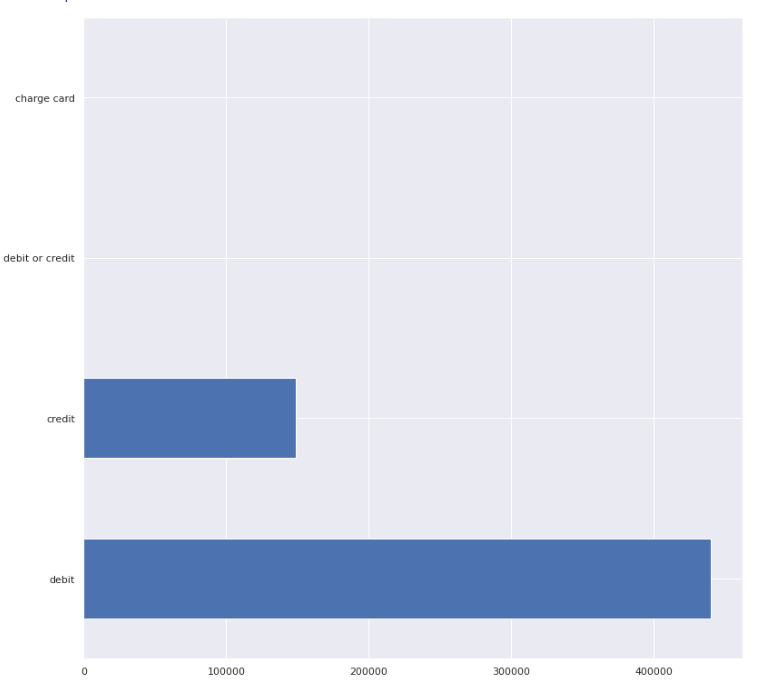 charge card
debit or credit
credit
debit
0 100000 200000 300000 400000